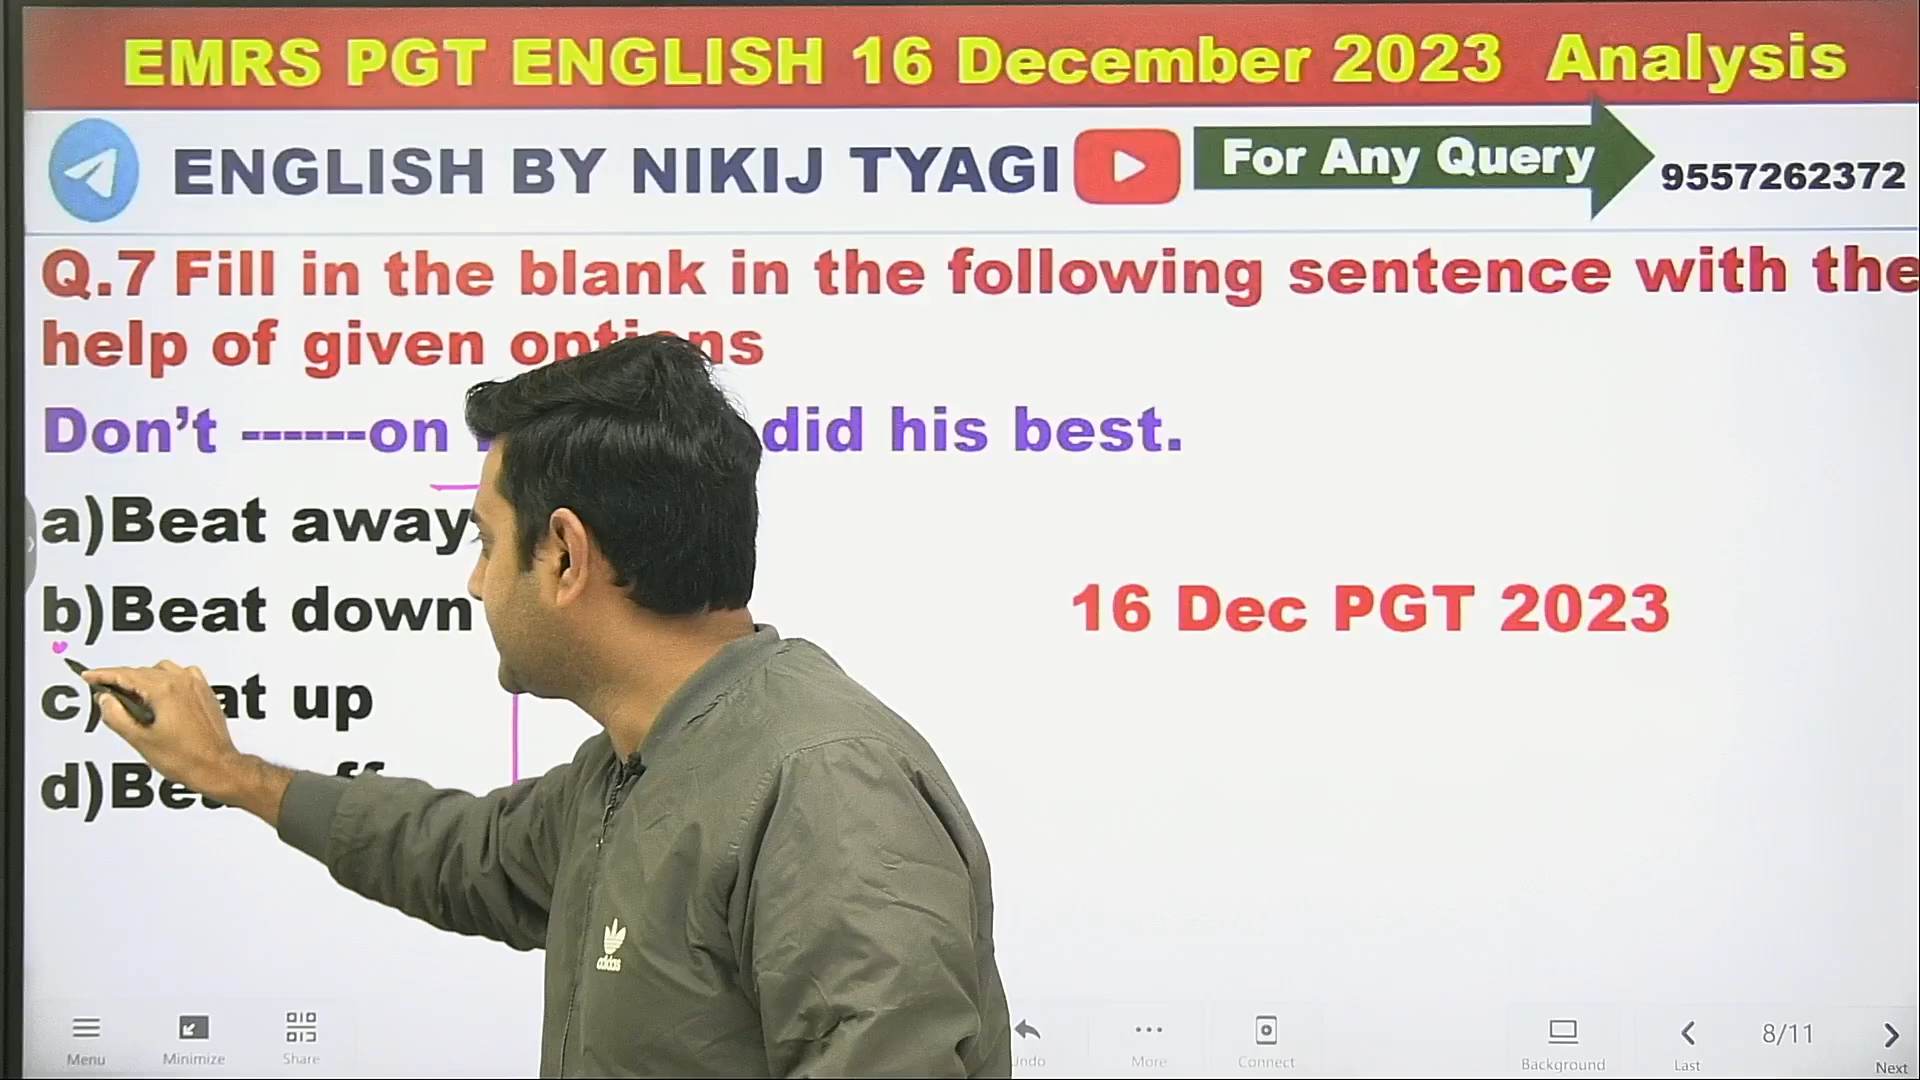 EMRS PGT ENGLISH 16 December 2023 Analysis
ENGLISH BY NIKIJ TYAGI
For Any Query
9557262372
Q.7 Fill in the blank in the following sentence with the
help of given options
Don't ------on did his best.
a)Beat away
b)Beat down
c) up
d)
16 Dec PGT 2023
adidas
Menu
Minimize
Share
Undo
More
Connect
Background
Last
8/11
Next